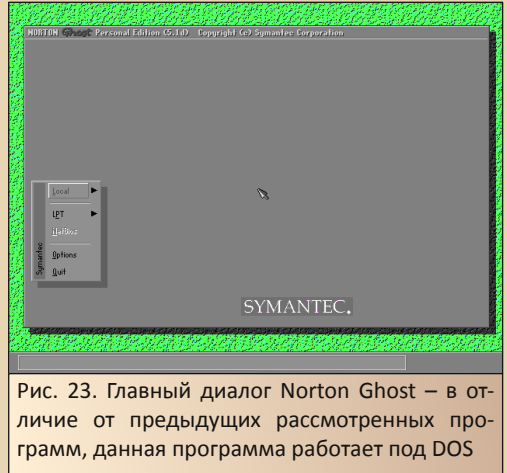 NORTON Ghost Personal Edition (5.1d) Copyright (c) Symantec Corporation
Local
LPT
NetBios
Options
Quit
Symantec
SYMANTEC.
Рис. 23. Главный диалог Norton Ghost – в от-
личие от предыдущих рассмотренных про-
грамм, данная программа работает под DOS